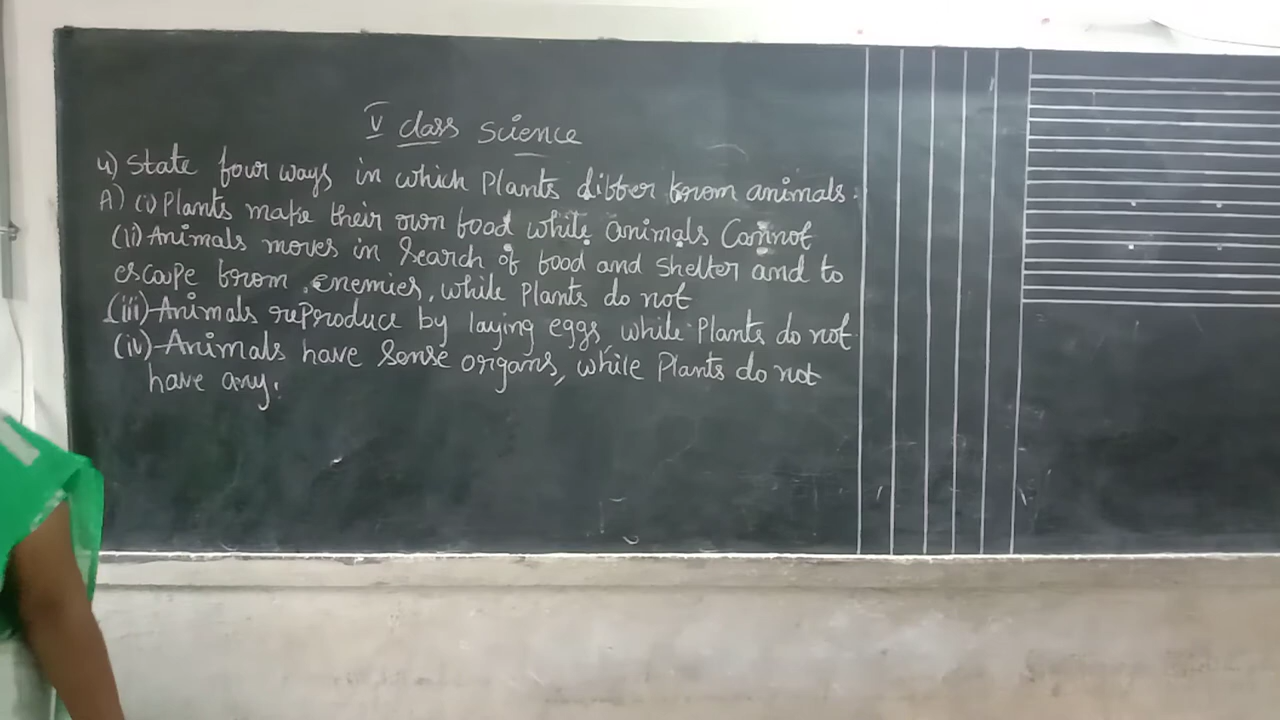 V class Science
4) State four ways in which Plants differ from animals.
A) (i) Plants make their own food while animals Cannot
(ii) Animals moves in Search of food and shelter and to
escape from enemies, while Plants do not
(iii) Animals reproduce by laying eggs, while Plants do not
(iv) Animals have Sense organs, while Plants do not
have any.